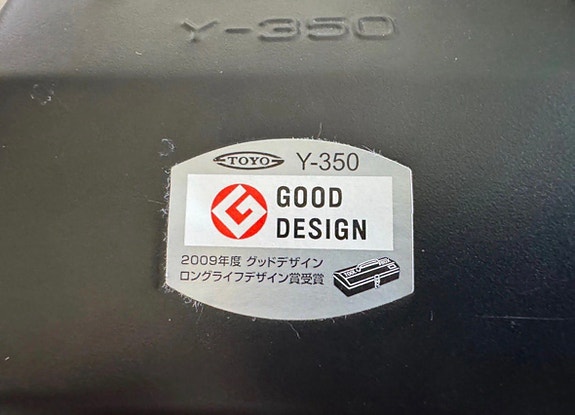 Y-350
TOYO Y-350
GOOD
DESIGN
2009年度 グッドデザイン
ロングライフデザイン賞受賞